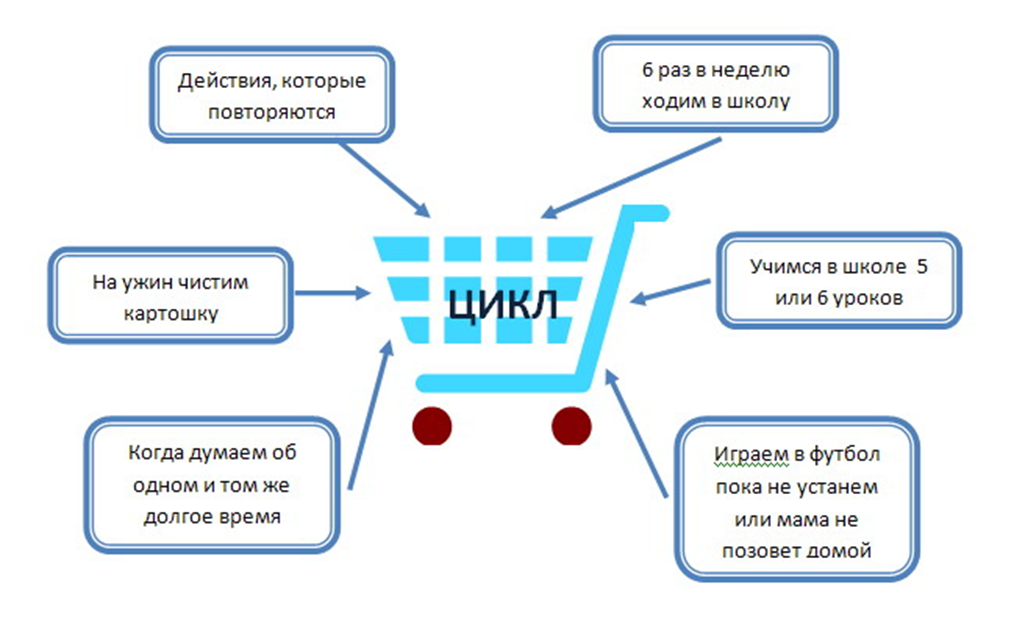 Действия, которые
повторяются
6 раз в неделю
ходим в школу
На ужин чистим
картошку
ЦИКЛ
Учимся в школе 5
или 6 уроков
Когда думаем об
одном и том же
долгое время
Играем в футбол
пока не устанем
или мама не
позовет домой